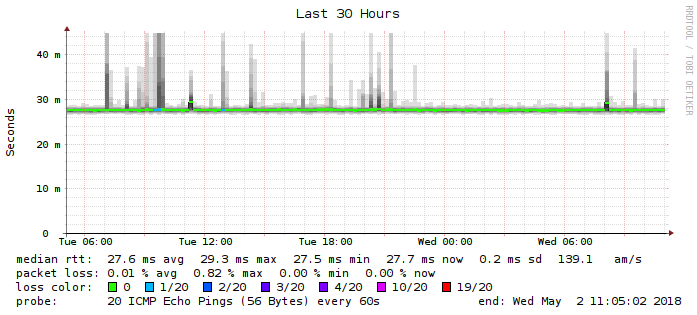 Last 30 Hours
RRDTOOL / TOBI OETIKER
Seconds
40 m
30 m
20 m
10 m
0
Tue 06:00 Tue 12:00 Tue 18:00 Wed 00:00 Wed 06:00
median rtt: 27.6 ms avg 29.3 ms max 27.5 ms min 27.7 ms now 0.2 ms sd 139.1 am/s
packet loss: 0.01 % avg 0.82 % max 0.00 % min 0.00 % now
loss color: 0 1/20 2/20 3/20 4/20 10/20 19/20
probe: 20 ICMP Echo Pings (56 Bytes) every 60s end: Wed May 2 11:05:02 2018